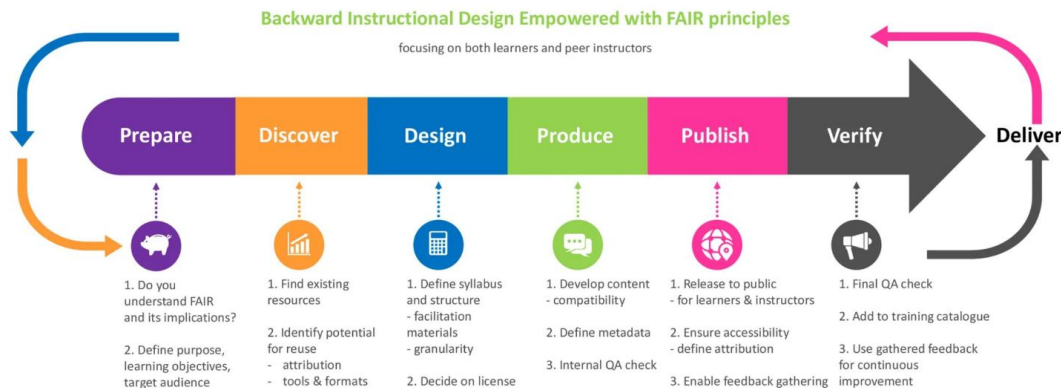 Backward Instructional Design Empowered with FAIR principles
focusing on both learners and peer instructors
Prepare
Discover
Design
Produce
Publish
Verify
Deliver
1. Do you
understand FAIR
and its implications?
2. Define purpose,
learning objectives,
target audience
1. Find existing
resources
2. Identify potential
for reuse
- attribution
- tools & formats
1. Define syllabus
and structure
- facilitation
materials
- granularity
2. Decide on license
1. Develop content
- compatibility
2. Define metadata
3. Internal QA check
1. Release to public
- for learners & instructors
2. Ensure accessibility
- define attribution
3. Enable feedback gathering
1. Final QA check
2. Add to training catalogue
3. Use gathered feedback
for continuous
improvement